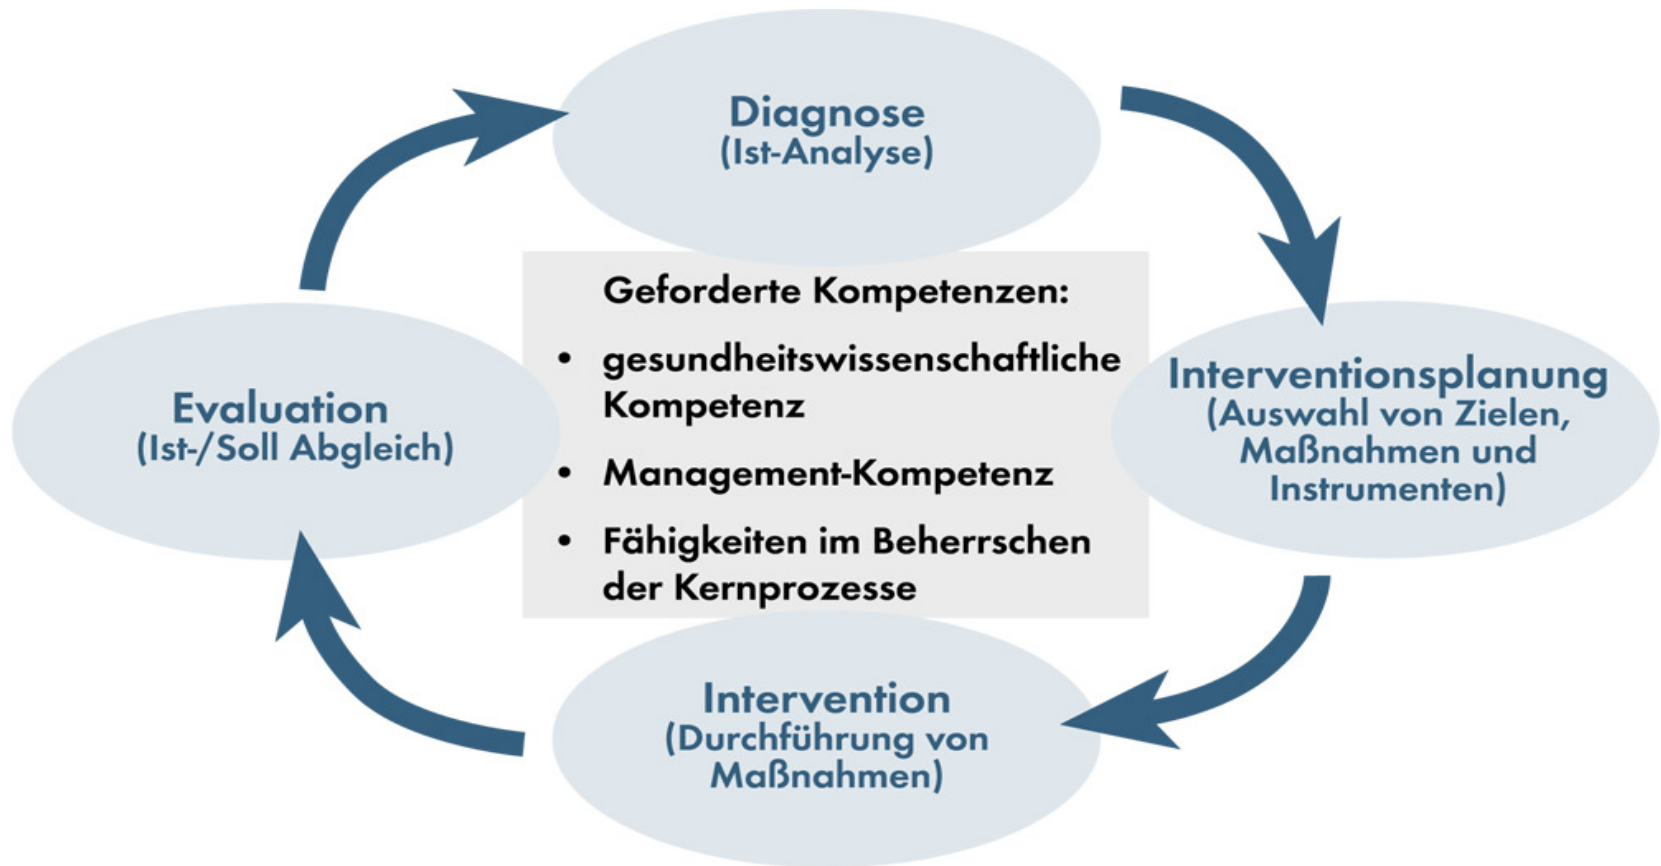 Diagnose
(Ist-Analyse)
Geforderte Kompetenzen:
• gesundheitswissenschaftliche
Kompetenz
• Management-Kompetenz
• Fähigkeiten im Beherrschen
der Kernprozesse
Interventionsplanung
(Auswahl von Zielen,
Maßnahmen und
Instrumenten)
Intervention
(Durchführung von
Maßnahmen)
Evaluation
(Ist-/Soll Abgleich)